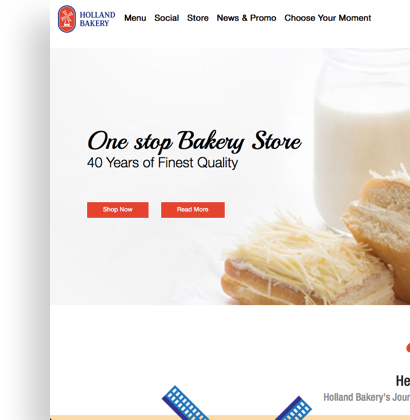 HOLLAND
BAKERY
Menu Social Store News & Promo Choose Your Moment
One stop Bakery Store
40 Years of Finest Quality
Shop Now Read More
He
Holland Bakery's Jour